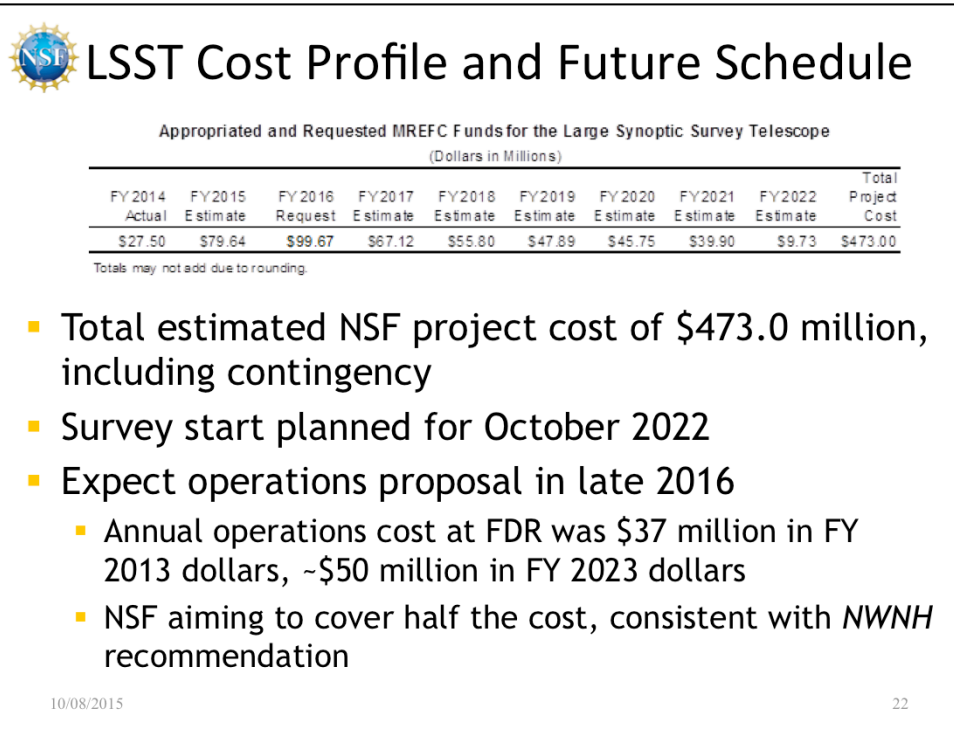 NSF
LSST Cost Profile and Future Schedule
Appropriated and Requested MREFC Funds for the Large Synoptic Survey Telescope
(Dollars in Millions)
FY 2014 Actual FY 2015 Estimate FY 2016 Request FY 2017 Estimate FY 2018 Estimate FY 2019 Estimate FY 2020 Estimate FY 2021 Estimate FY 2022 Estimate Total Project Cost
$27.50 $79.64 $99.67 $67.12 $55.80 $47.89 $45.75 $39.90 $9.73 $473.00
Totals may not add due to rounding.
▪ Total estimated NSF project cost of $473.0 million,
including contingency
▪ Survey start planned for October 2022
▪ Expect operations proposal in late 2016
▪ Annual operations cost at FDR was $37 million in FY
2013 dollars, ~$50 million in FY 2023 dollars
▪ NSF aiming to cover half the cost, consistent with NWNH
recommendation
10/08/2015 22